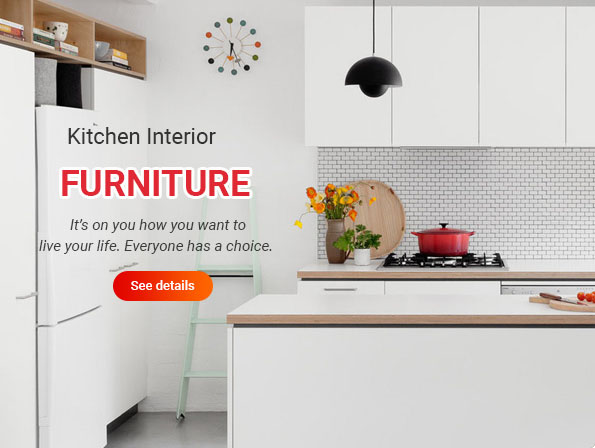 Kitchen Interior
FURNITURE
It's on you how you want to
live your life. Everyone has a choice.
See details